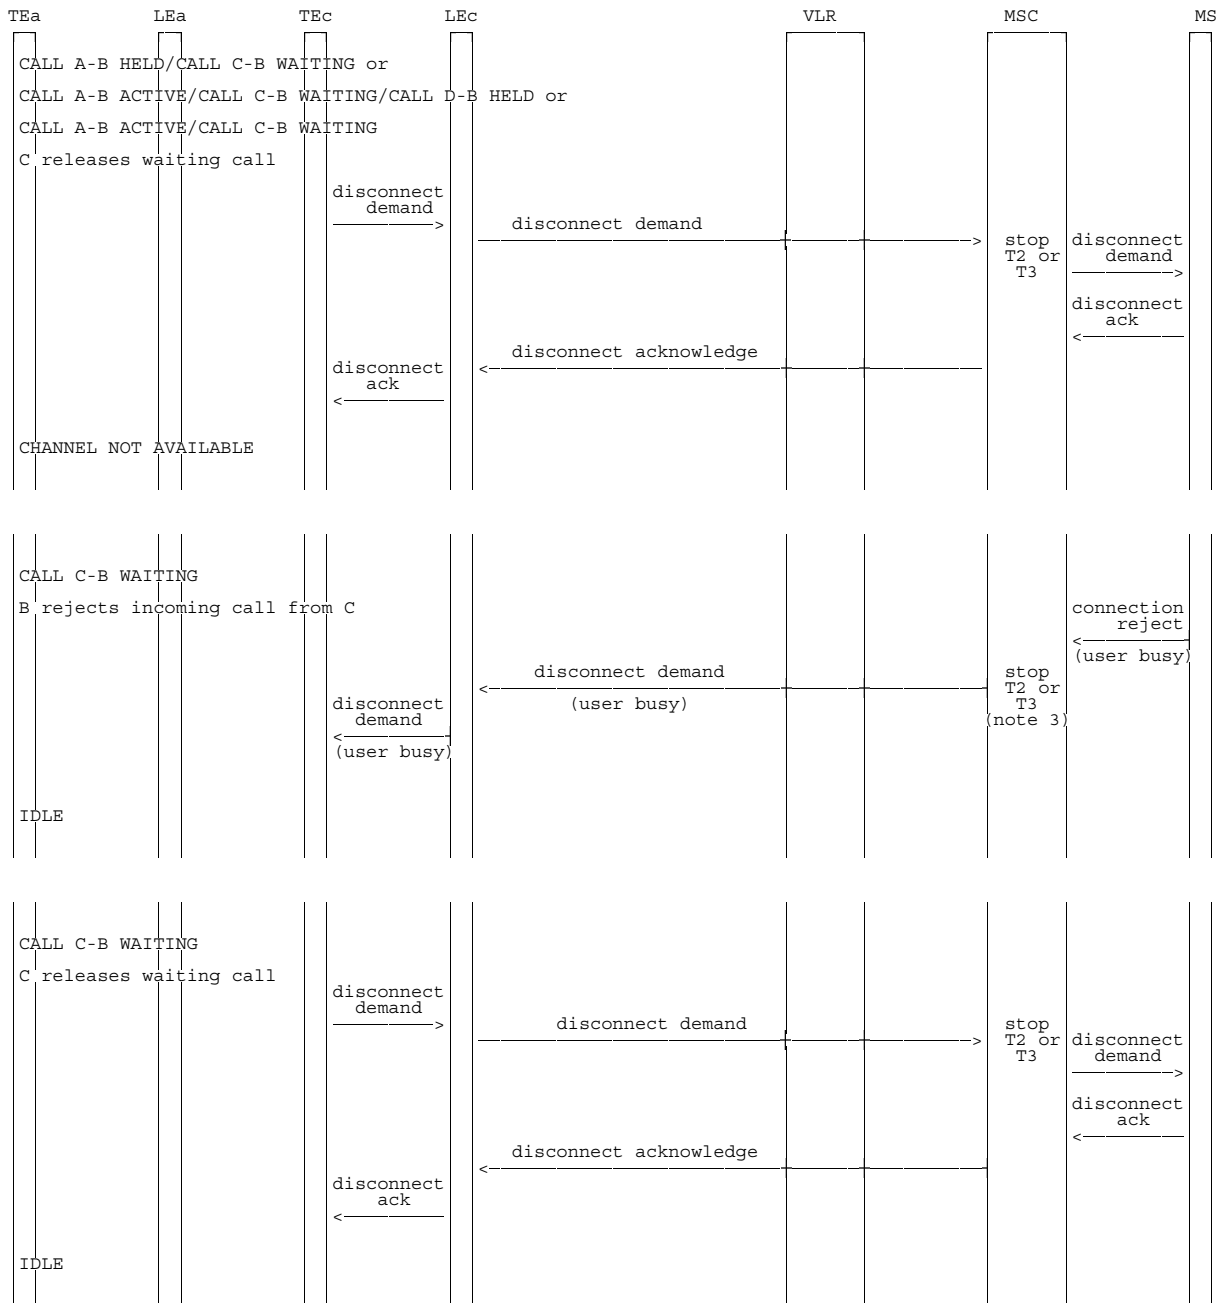 TEa LEa TEc LEc VLR MSC MS
CALL A-B HELD/CALL C-B WAITING or
CALL A-B ACTIVE/CALL C-B WAITING/CALL D-B HELD or
CALL A-B ACTIVE/CALL C-B WAITING
C releases waiting call
disconnect
demand
disconnect demand
stop
T2 or
T3
disconnect
demand
disconnect
ack
disconnect acknowledge
disconnect
ack
CHANNEL NOT AVAILABLE
CALL C-B WAITING
B rejects incoming call from C
connection
reject
(user busy)
disconnect demand
(user busy)
stop
T2 or
T3
(note 3)
disconnect
demand
(user busy)
IDLE
CALL C-B WAITING
C releases waiting call
disconnect
demand
disconnect demand
stop
T2 or
T3
disconnect
demand
disconnect
ack
disconnect acknowledge
disconnect
ack
IDLE